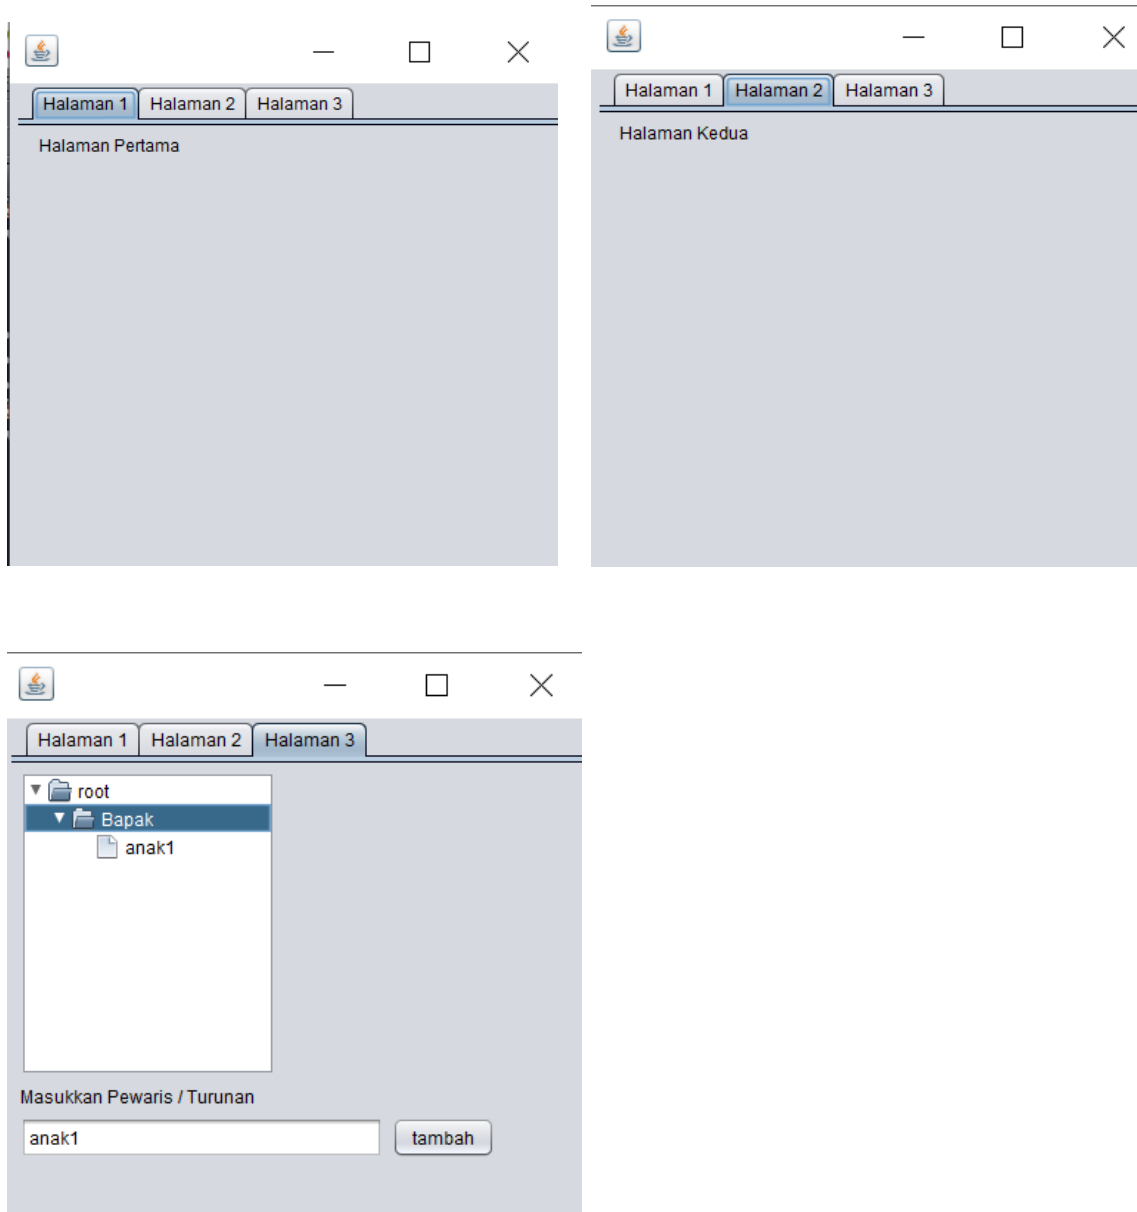 Halaman 1 Halaman 2 Halaman 3
Halaman Pertama
Halaman 1 Halaman 2 Halaman 3
Halaman Kedua
Halaman 1 Halaman 2 Halaman 3
root
Bapak
anak1
Masukkan Pewaris / Turunan
anak1 tambah